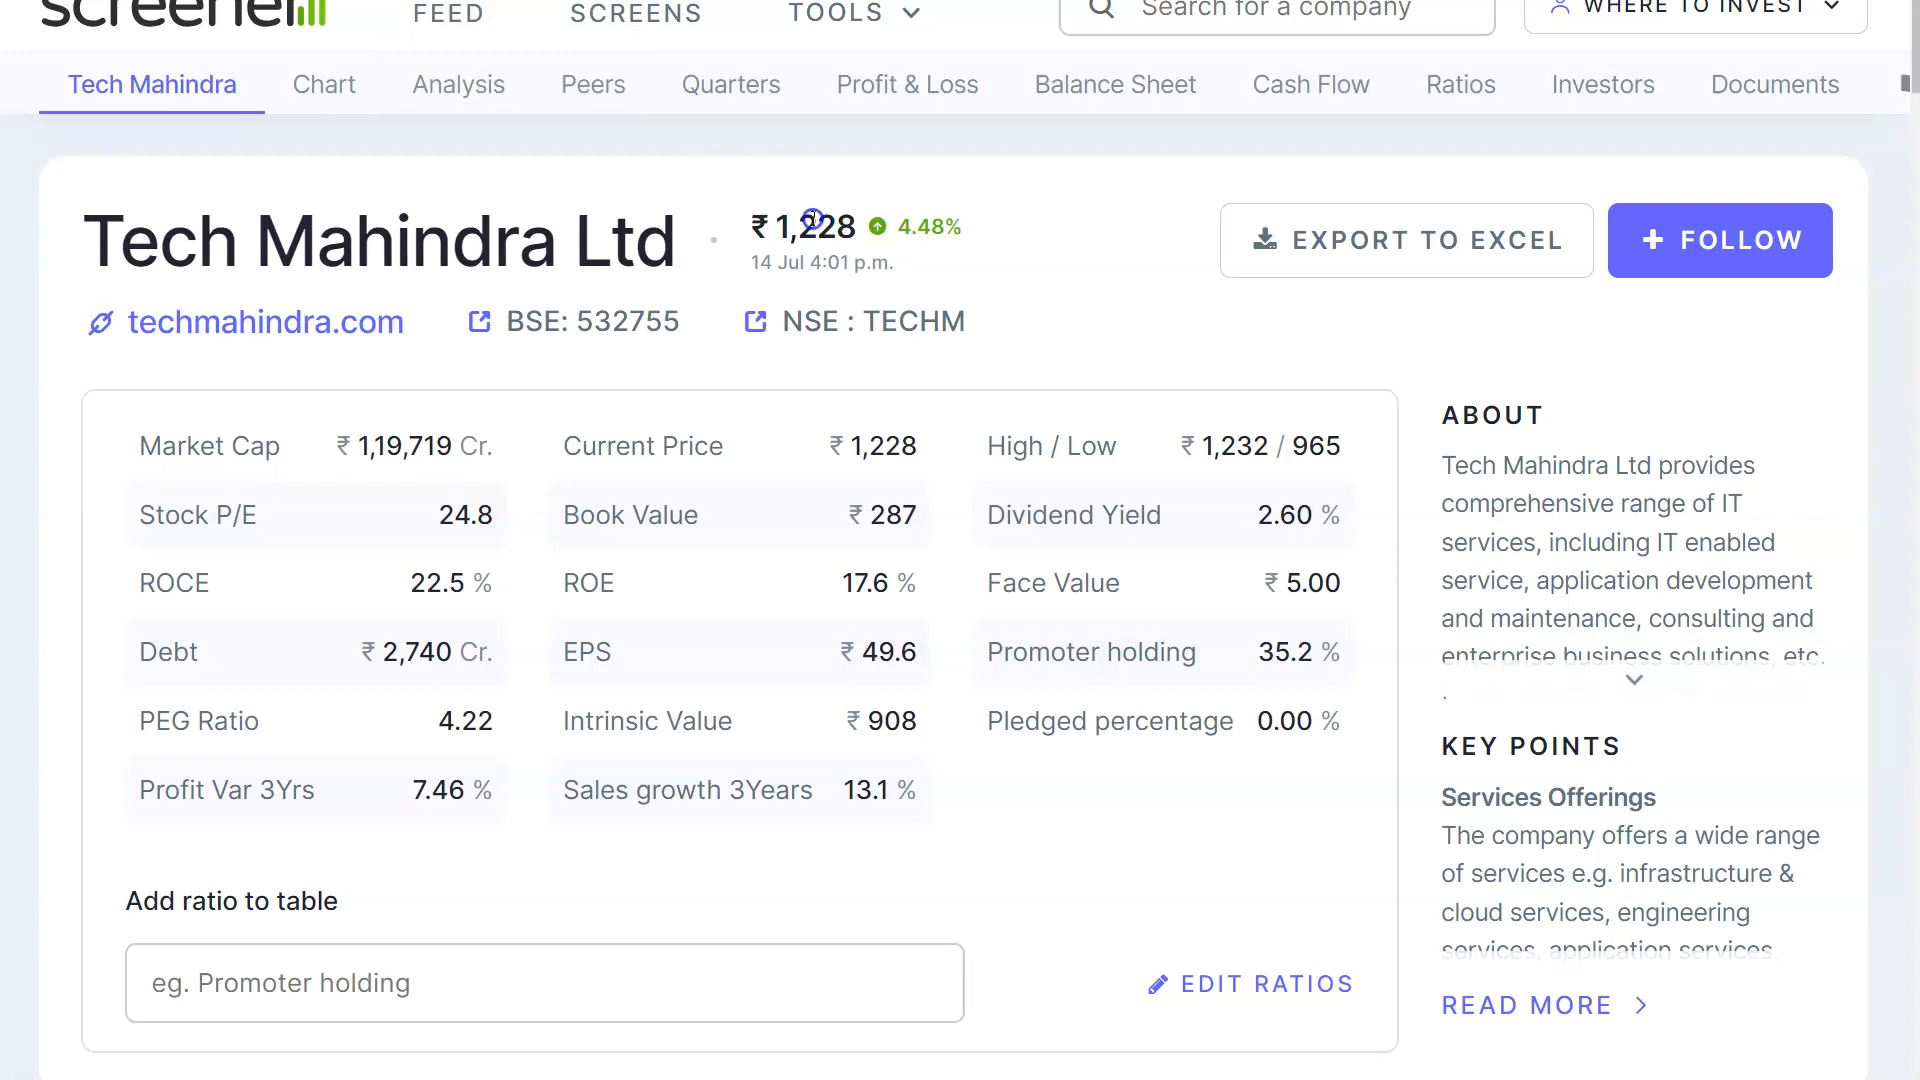 screener
FEED SCREENS TOOLS Search for a company WHERE TO INVEST
Tech Mahindra Chart Analysis Peers Quarters Profit & Loss Balance Sheet Cash Flow Ratios Investors Documents
Tech Mahindra Ltd ₹ 1,228 4.48%
14 Jul 4:01 p.m.
EXPORT TO EXCEL + FOLLOW
techmahindra.com BSE: 532755 NSE : TECHM
Market Cap ₹ 1,19,719 Cr. Current Price ₹ 1,228 High / Low ₹ 1,232 / 965
Stock P/E 24.8 Book Value ₹ 287 Dividend Yield 2.60 %
ROCE 22.5 % ROE 17.6 % Face Value ₹ 5.00
Debt ₹ 2,740 Cr. EPS ₹ 49.6 Promoter holding 35.2 %
PEG Ratio 4.22 Intrinsic Value ₹ 908 Pledged percentage 0.00 %
Profit Var 3Yrs 7.46 % Sales growth 3Years 13.1 %
Add ratio to table
eg. Promoter holding
EDIT RATIOS
ABOUT
Tech Mahindra Ltd provides
comprehensive range of IT
services, including IT enabled
service, application development
and maintenance, consulting and
enterprise business solutions, etc.
.
KEY POINTS
Services Offerings
The company offers a wide range
of services e.g. infrastructure &
cloud services, engineering
services, application services,
READ MORE